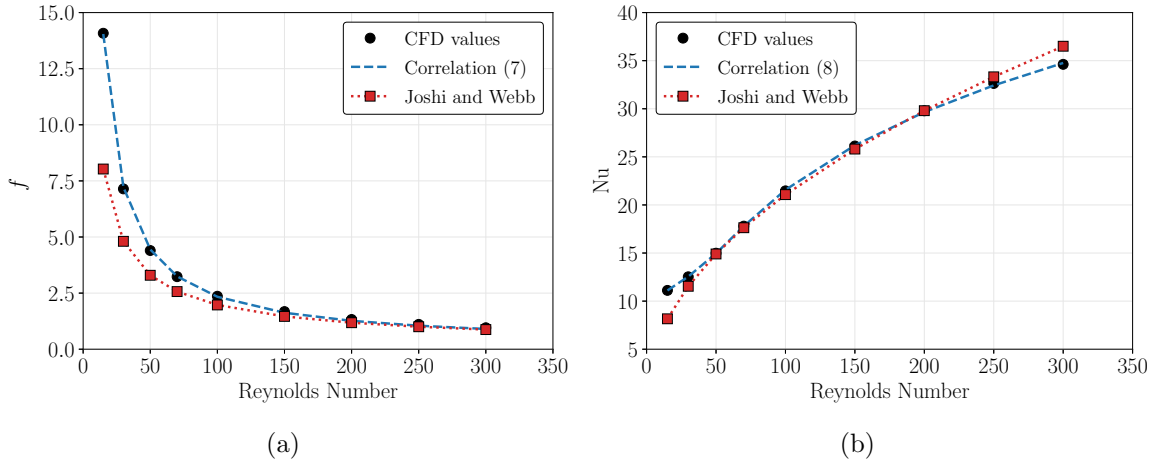 15.0
12.5
10.0
7.5
5.0
2.5
0.0
f
CFD values
Correlation (7)
Joshi and Webb
0 50 100 150 200 250 300 350
Reynolds Number
(a)
40
35
30
25
20
15
10
5
Nu
CFD values
Correlation (8)
Joshi and Webb
0 50 100 150 200 250 300 350
Reynolds Number
(b)